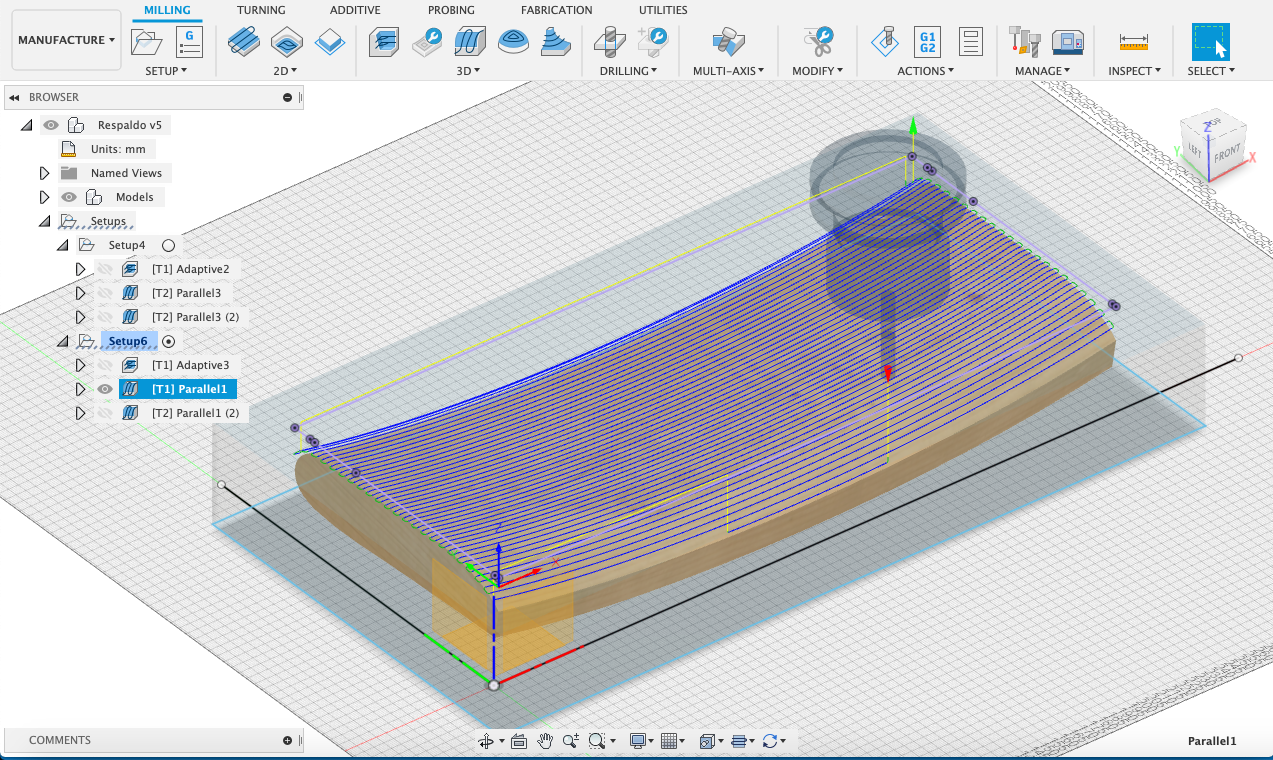 MILLING TURNING ADDITIVE PROBING FABRICATION UTILITIES
MANUFACTURE
G
G1
G2
SETUP 2D 3D DRILLING MULTI-AXIS MODIFY ACTIONS MANAGE INSPECT SELECT
BROWSER
Respaldo v5
Units: mm
Named Views
Models
Setups
Setup4
[T1] Adaptive2
[T2] Parallel3
[T2] Parallel3 (2)
Setup6
[T1] Adaptive3
[T1] Parallel1
[T2] Parallel1 (2)
TOP
Z
LEFT
FRONT
Y
X
Z
X
COMMENTS
Parallel1